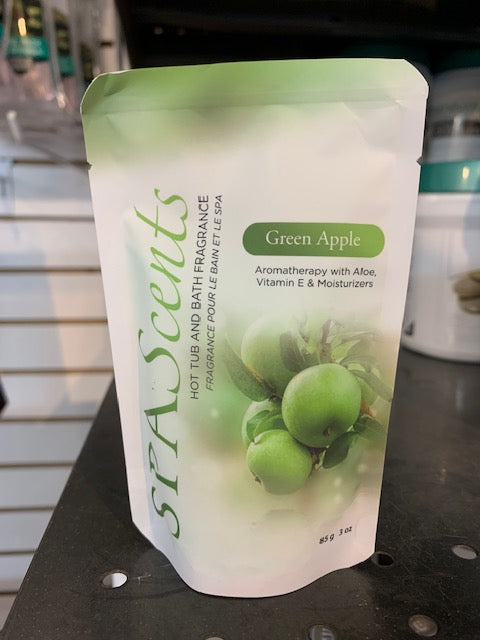 SPAScents
HOT TUB AND BATH FRAGRANCE
FRAGRANCE POUR LE BAIN ET LE SPA
Green Apple
Aromatherapy with Aloe,
Vitamin E & Moisturizers
85 g 3 oz